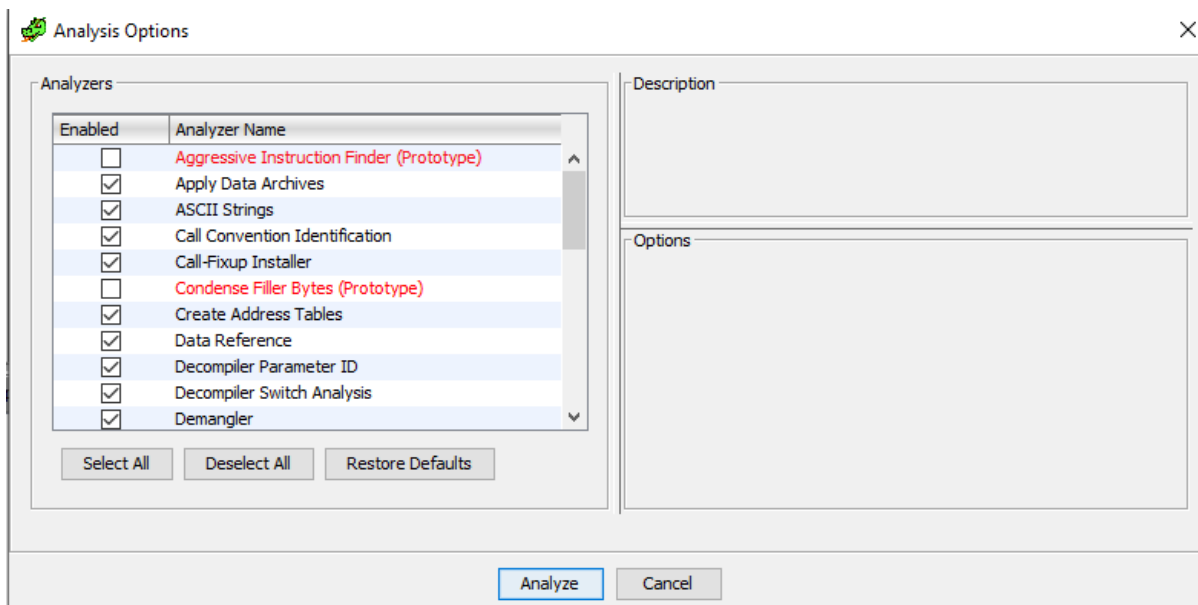 Analysis Options
Analyzers
Enabled Analyzer Name
Aggressive Instruction Finder (Prototype)
Apply Data Archives
ASCII Strings
Call Convention Identification
Call-Fixup Installer
Condense Filler Bytes (Prototype)
Create Address Tables
Data Reference
Decompiler Parameter ID
Decompiler Switch Analysis
Demangler
Select All Deselect All Restore Defaults
Description
Options
Analyze Cancel